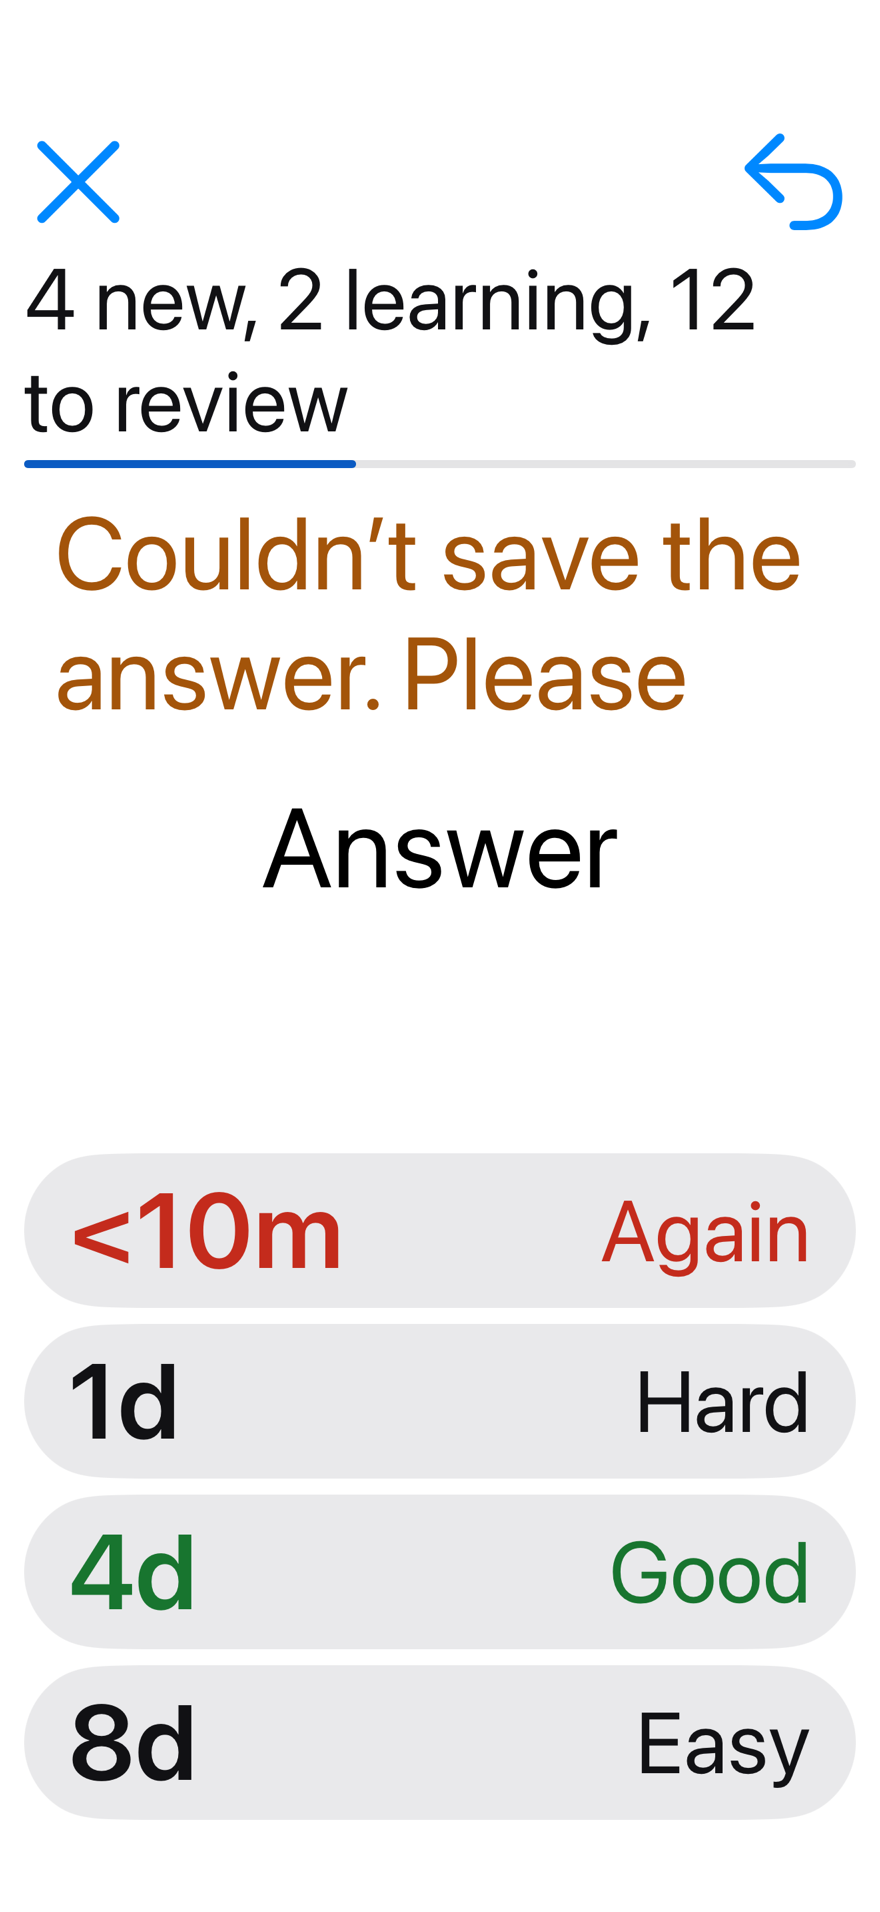 4 new, 2 learning, 12
to review
Couldn’t save the
answer. Please
Answer
<10m Again
1d Hard
4d Good
8d Easy